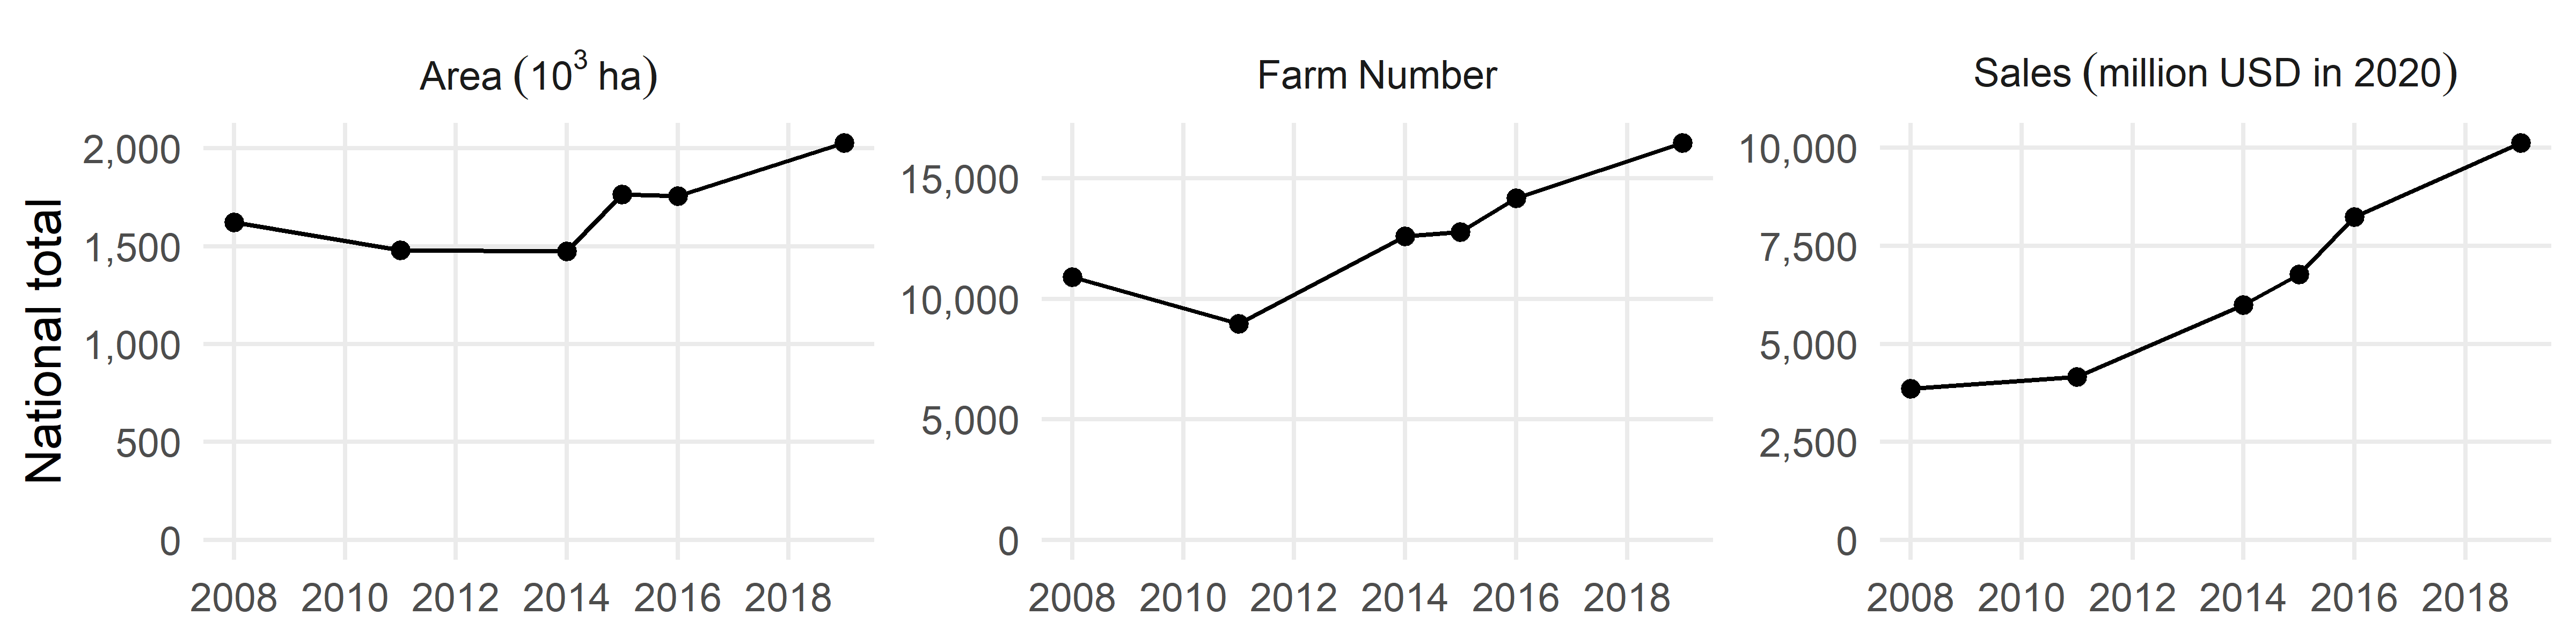 Area (10³ ha)
Farm Number
Sales (million USD in 2020)
National total
2,000
1,500
1,000
500
0
2008 2010 2012 2014 2016 2018
15,000
10,000
5,000
0
2008 2010 2012 2014 2016 2018
10,000
7,500
5,000
2,500
0
2008 2010 2012 2014 2016 2018